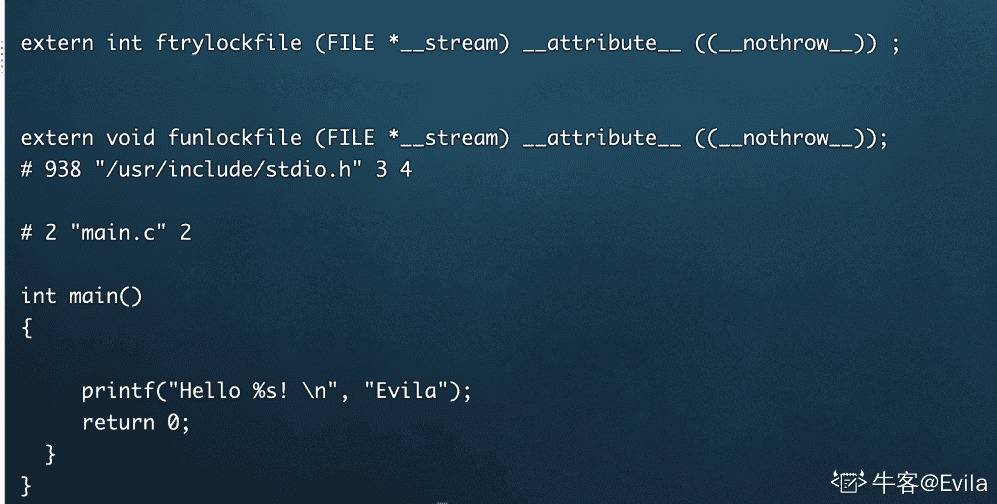 extern int ftrylockfile (FILE *__stream) __attribute__ ((__nothrow__)) ;
extern void funlockfile (FILE *__stream) __attribute__ ((__nothrow__));
# 938 "/usr/include/stdio.h" 3 4
# 2 "main.c" 2
int main()
{
printf("Hello %s! \n", "Evila");
return 0;
}
}
牛客@Evila